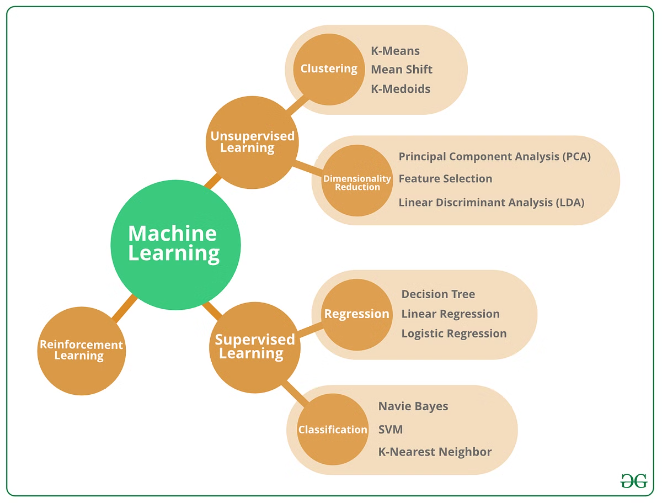 Clustering
K-Means
Mean Shift
K-Medoids
Unsupervised
Learning
Dimensionality
Reduction
Principal Component Analysis (PCA)
Feature Selection
Linear Discriminant Analysis (LDA)
Machine
Learning
Reinforcement
Learning
Supervised
Learning
Regression
Decision Tree
Linear Regression
Logistic Regression
Classification
Navie Bayes
SVM
K-Nearest Neighbor